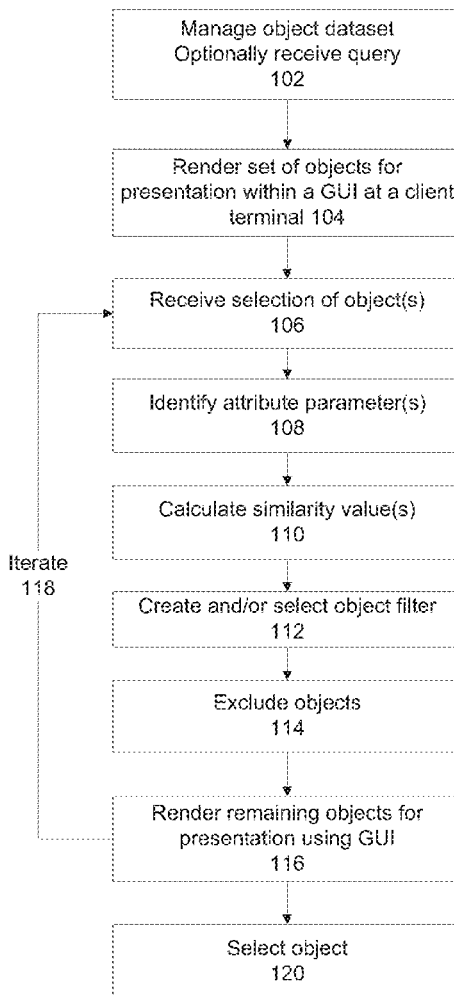 Manage object dataset
Optionally receive query
102
Render set of objects for
presentation within a GUI at a client
terminal 104
Receive selection of object(s)
106
Identify attribute parameter(s)
108
Calculate similarity value(s)
110
Iterate
118
Create and/or select object filter
112
Exclude objects
114
Render remaining objects for
presentation using GUI
116
Select object
120